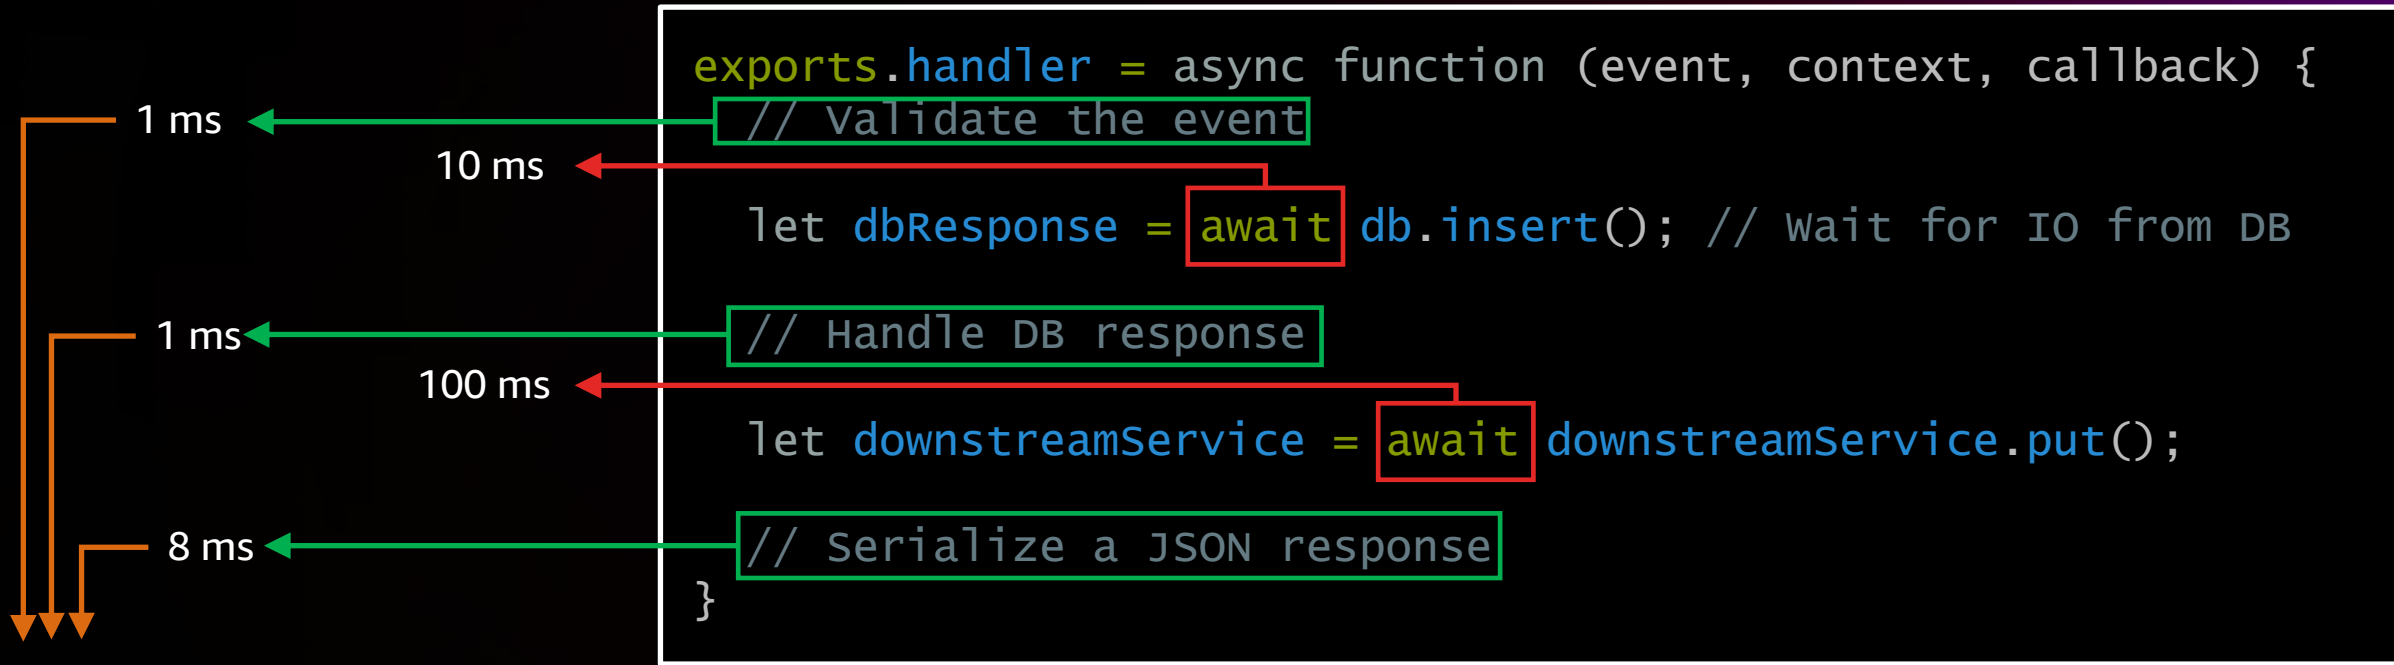 exports.handler = async function (event, context, callback) {
1 ms
// Validate the event
10 ms
let dbResponse = await db.insert(); // Wait for IO from DB
1 ms
// Handle DB response
100 ms
let downstreamService = await downstreamService.put();
8 ms
// Serialize a JSON response
}